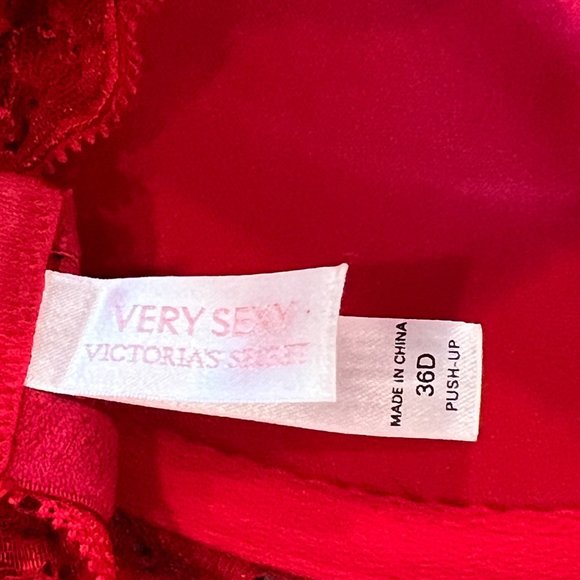 VERY SEXY
VICTORIA'S SECRET
MADE IN CHINA
36D
PUSH-UP